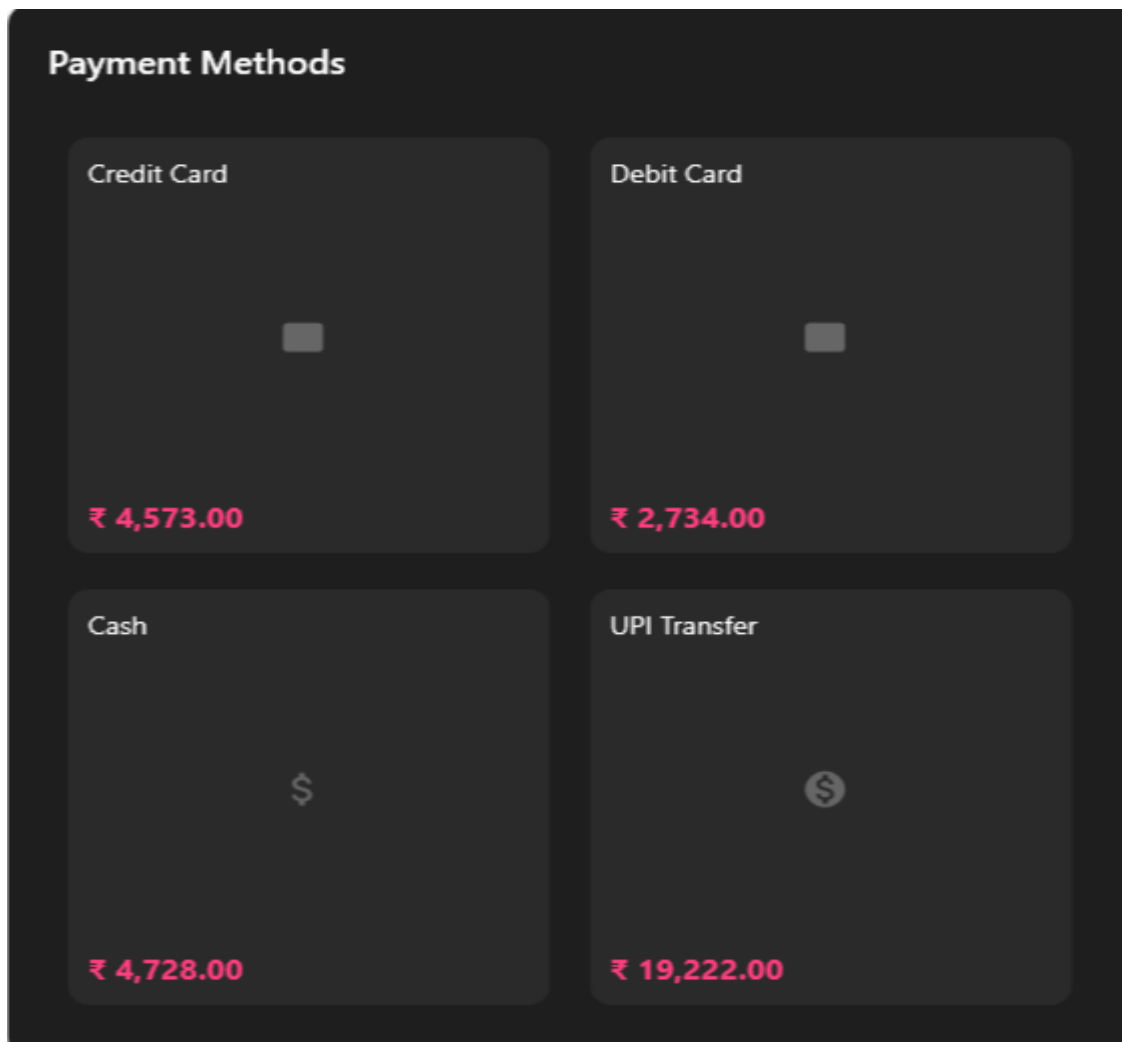 Payment Methods
Credit Card
Debit Card
₹ 4,573.00
₹ 2,734.00
Cash
UPI Transfer
$
$
₹ 4,728.00
₹ 19,222.00